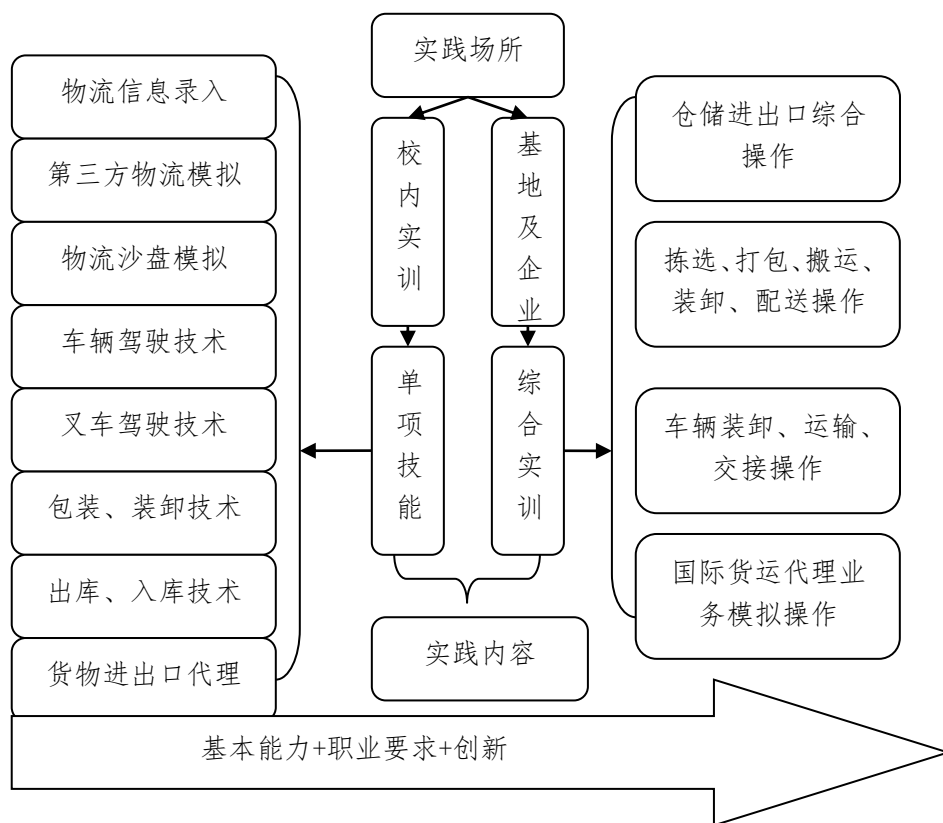 实践场所
物流信息录入
第三方物流模拟
物流沙盘模拟
车辆驾驶技术
叉车驾驶技术
包装、装卸技术
出库、入库技术
货物进出口代理
校内实训
基地及企业
单项技能
综合实训
实践内容
仓储进出口综合
操作
拣选、打包、搬运、
装卸、配送操作
车辆装卸、运输、
交接操作
国际货运代理业
务模拟操作
基本能力+职业要求+创新